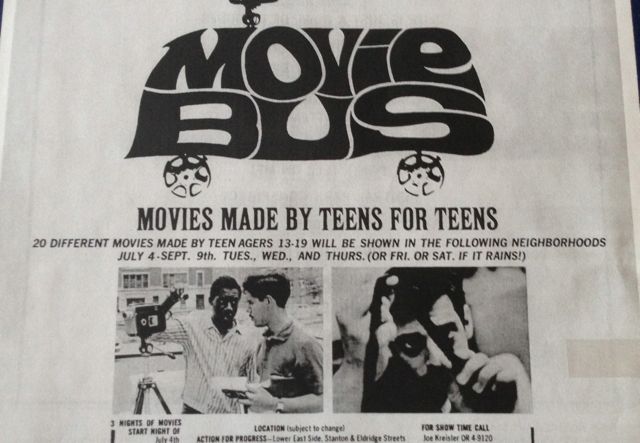 MOVIE
BUS
MOVIES MADE BY TEENS FOR TEENS
20 DIFFERENT MOVIES MADE BY TEEN AGERS 13-19 WILL BE SHOWN IN THE FOLLOWING NEIGHBORHOODS
JULY 4-SEPT. 9th. TUES., WED., AND THURS. (OR FRI. OR SAT. IF IT RAINS!)
3 NIGHTS OF MOVIES
START NIGHT OF
July 4th
LOCATION (subject to change)
ACTION FOR PROGRESS—Lower East Side, Stanton & Eldridge Streets
FOR SHOW TIME CALL
Joe Kreisler OR 4-9120